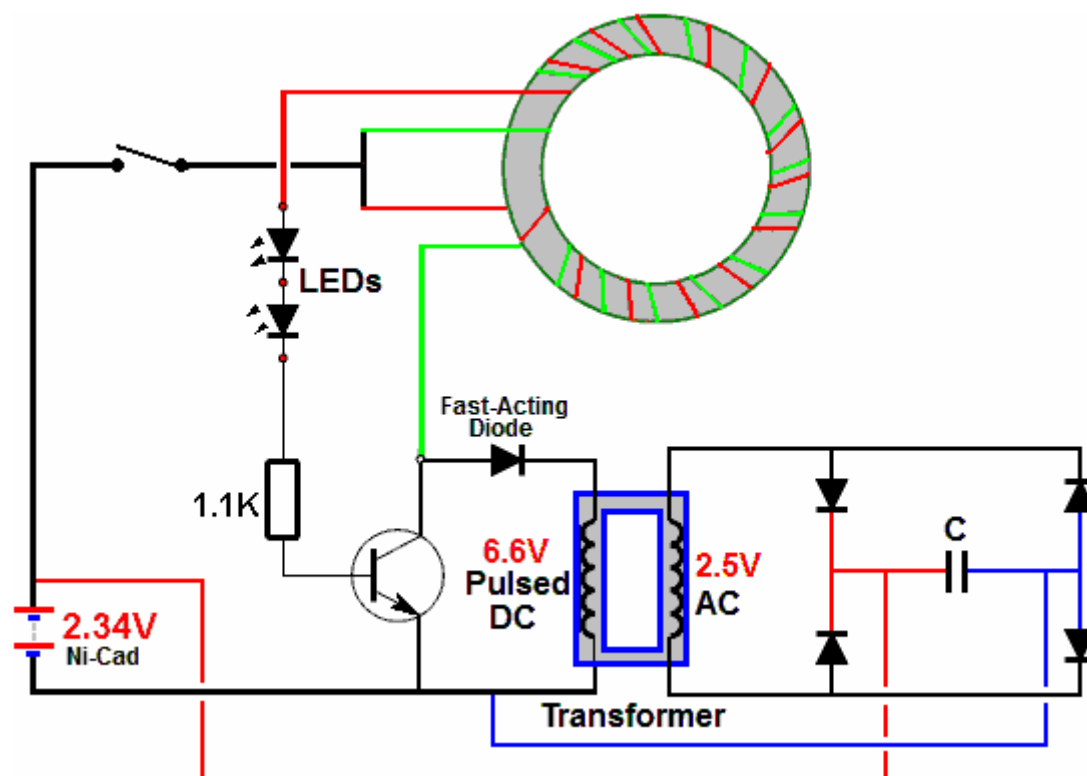 LEDs
Fast-Acting
Diode
1.1K
6.6V
Pulsed
DC
2.5V
AC
C
2.34V
Ni-Cad
Transformer